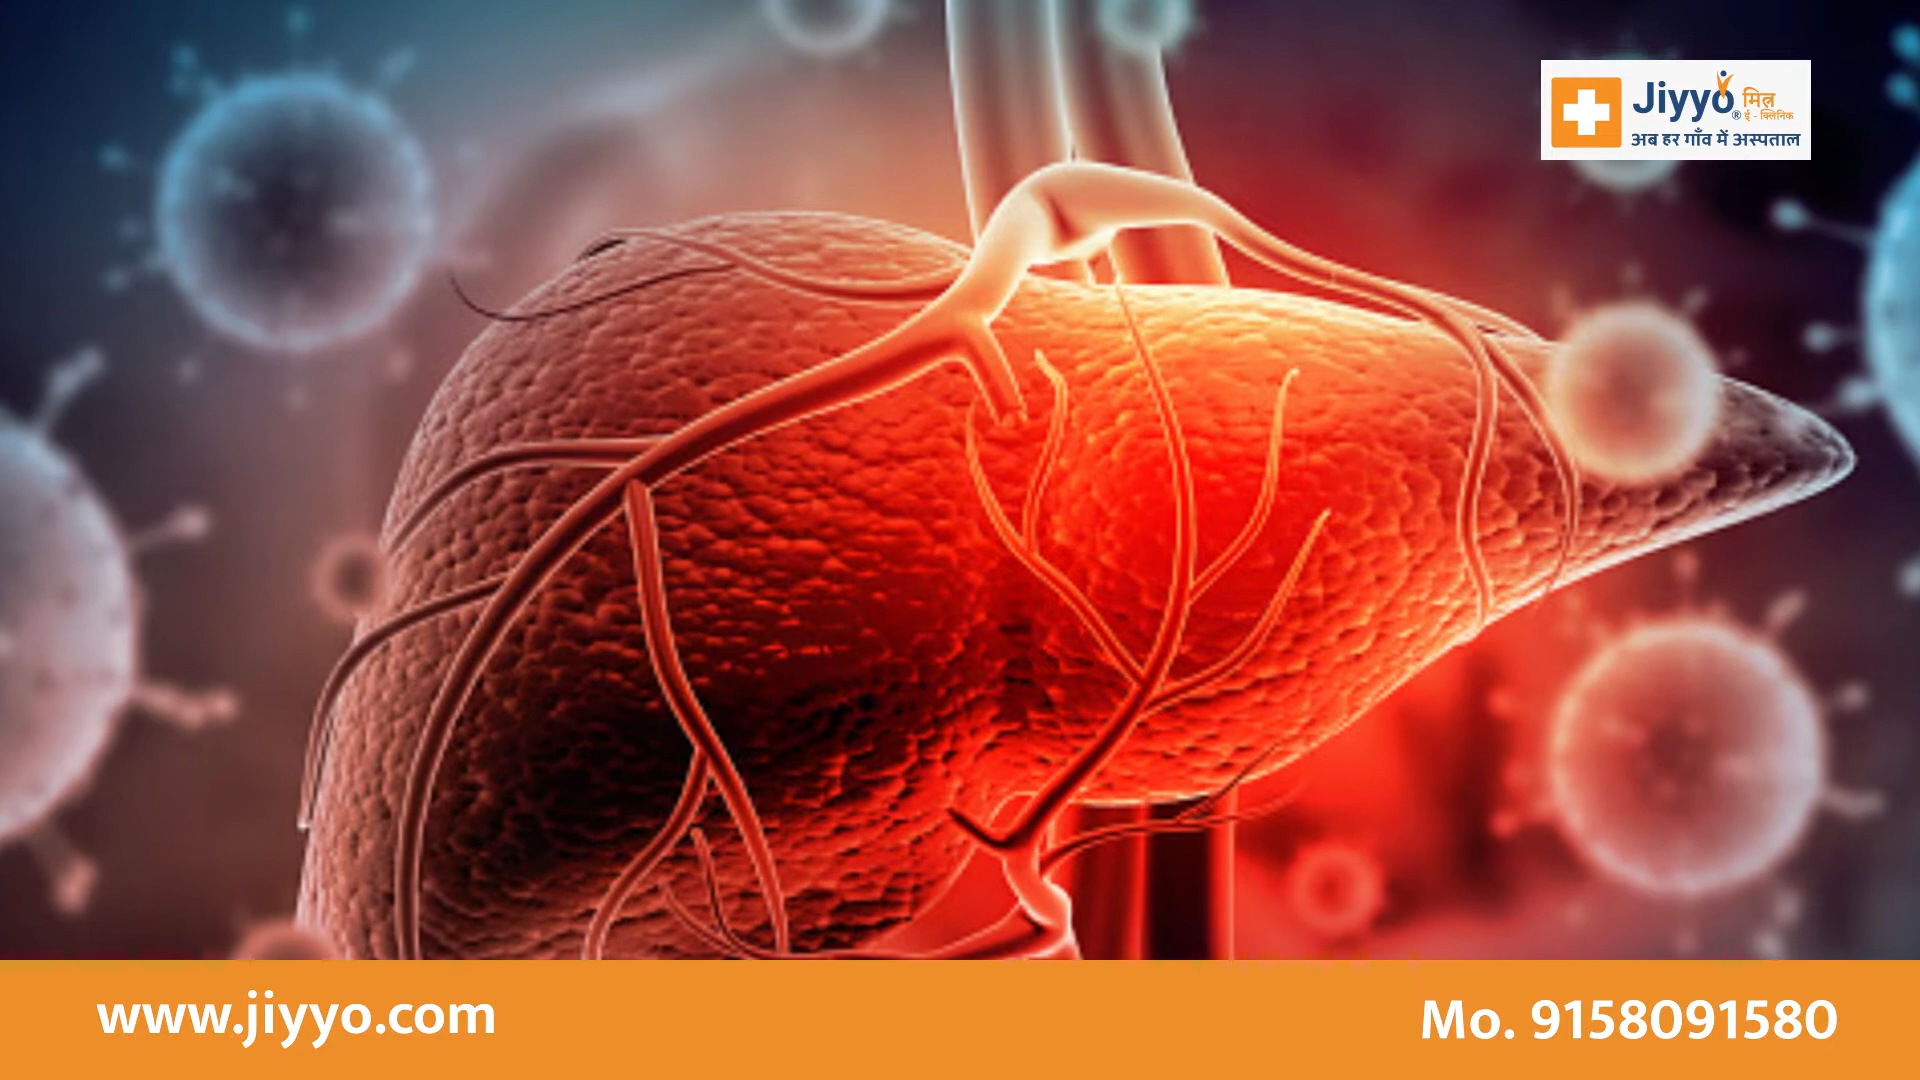 Jiyyo® मित्र
ई - क्लिनिक
अब हर गाँव में अस्पताल
www.jiyyo.com
Mo. 9158091580